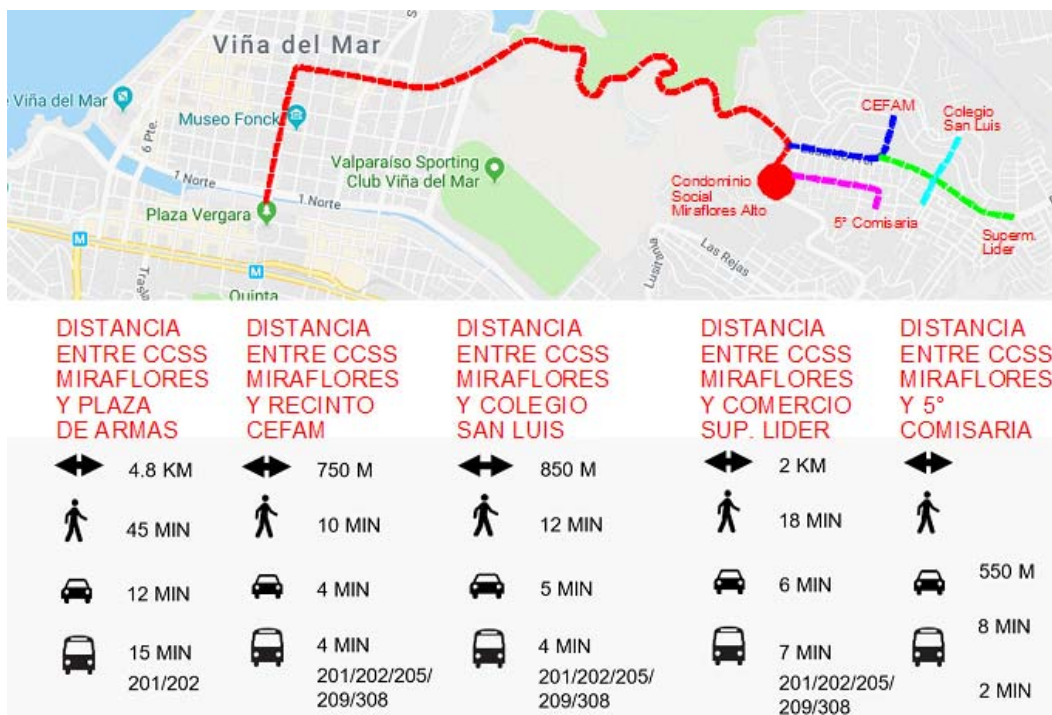 Viña del Mar
Viña del Mar
6 Pte.
Museo Fonck
Valparaíso Sporting
Club Viña del Mar
1 Norte
1 Norte
Plaza Vergara
M
M
Quinta
CEFAM
Colegio
San Luis
Condominio
Social
Miraflores Alto
5° Comisaria
Superm.
Lider
Las Rejas
Lusitania
DISTANCIA
ENTRE CCSS
MIRAFLORES
Y PLAZA
DE ARMAS
4.8 KM
45 MIN
12 MIN
15 MIN
201/202
DISTANCIA
ENTRE CCSS
MIRAFLORES
Y RECINTO
CEFAM
750 M
10 MIN
4 MIN
4 MIN
201/202/205/
209/308
DISTANCIA
ENTRE CCSS
MIRAFLORES
Y COLEGIO
SAN LUIS
850 M
12 MIN
5 MIN
4 MIN
201/202/205/
209/308
DISTANCIA
ENTRE CCSS
MIRAFLORES
Y COMERCIO
SUP. LIDER
2 KM
18 MIN
6 MIN
7 MIN
201/202/205/
209/308
DISTANCIA
ENTRE CCSS
MIRAFLORES
Y 5°
COMISARIA
550 M
8 MIN
2 MIN